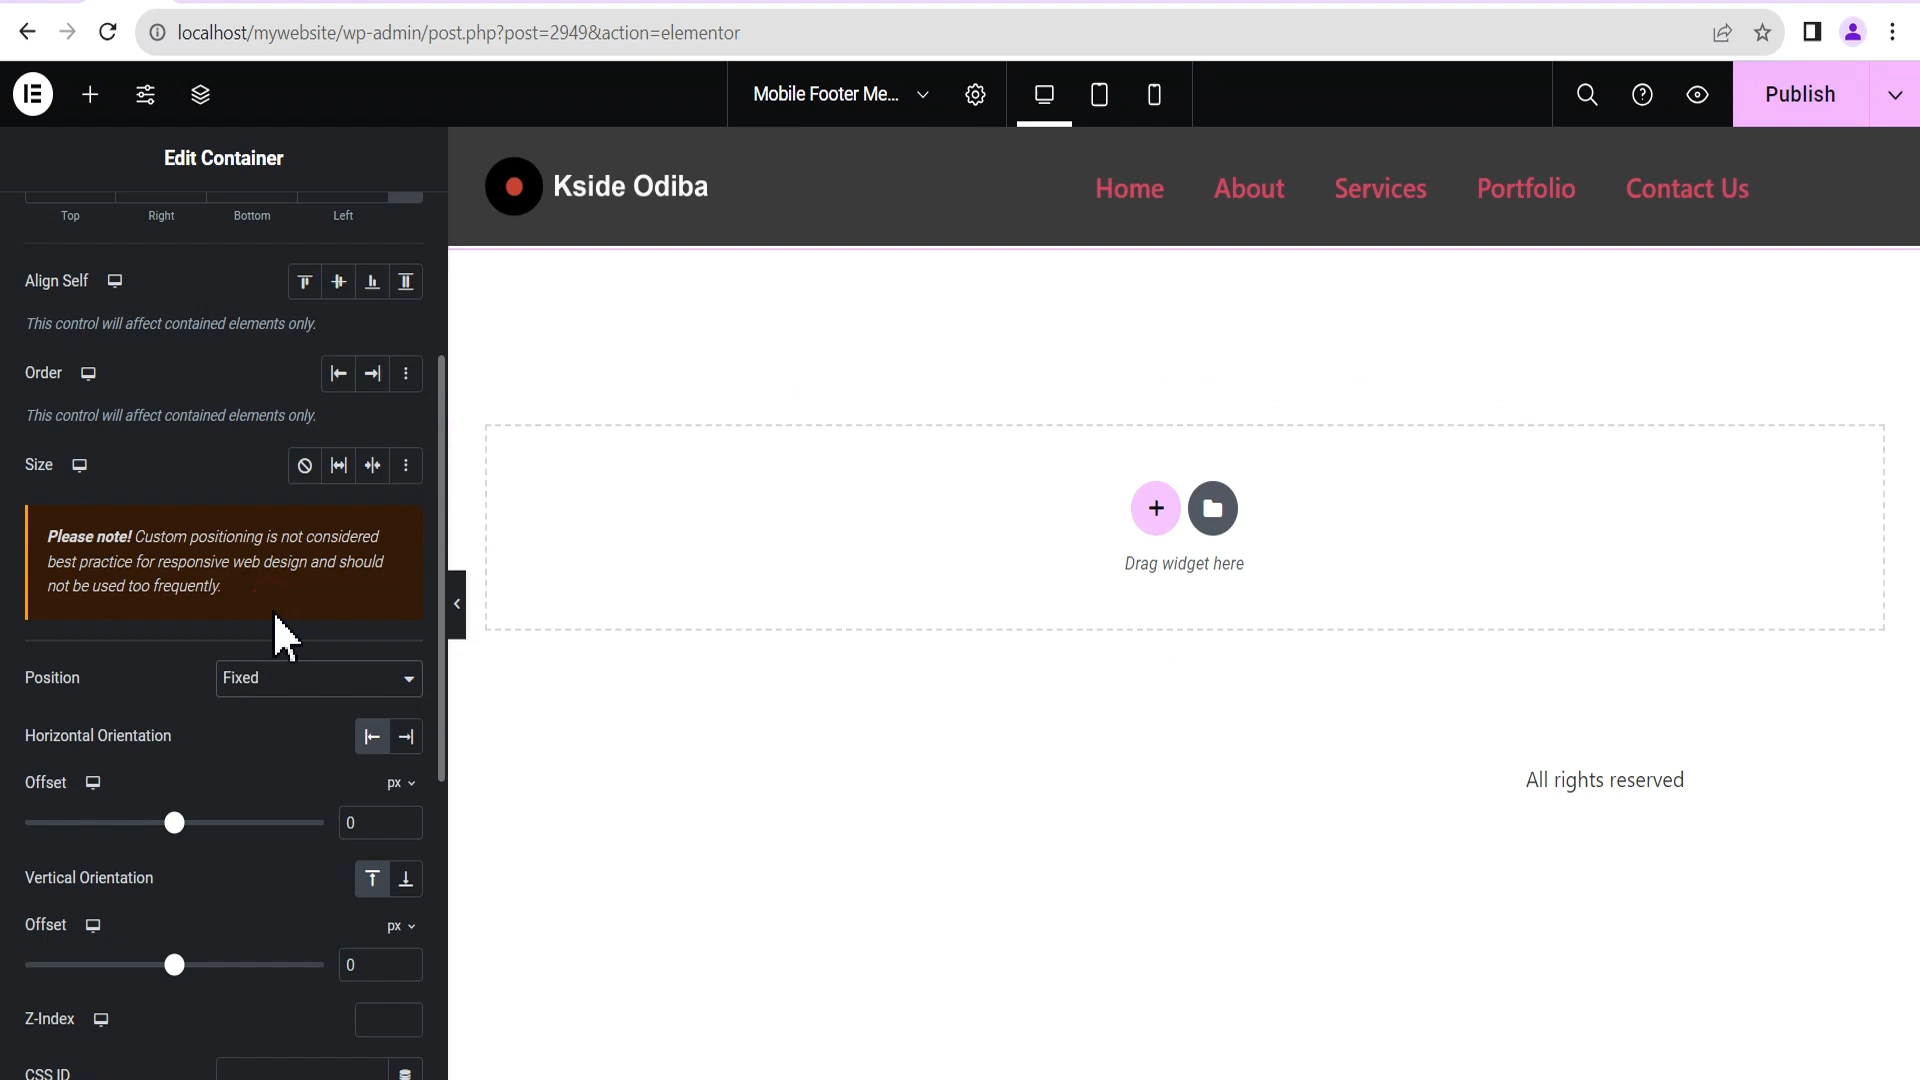 localhost/mywebsite/wp-admin/post.php?post=2949&action=elementor
Mobile Footer Me...
Publish
Edit Container
Kside Odiba
Home
About
Services
Portfolio
Contact Us
Top
Right
Bottom
Left
Align Self
This control will affect contained elements only.
Order
This control will affect contained elements only.
Size
Please note! Custom positioning is not considered
best practice for responsive web design and should
not be used too frequently.
Drag widget here
Position
Fixed
Horizontal Orientation
Offset
px
0
All rights reserved
Vertical Orientation
Offset
px
0
Z-Index
CSS ID